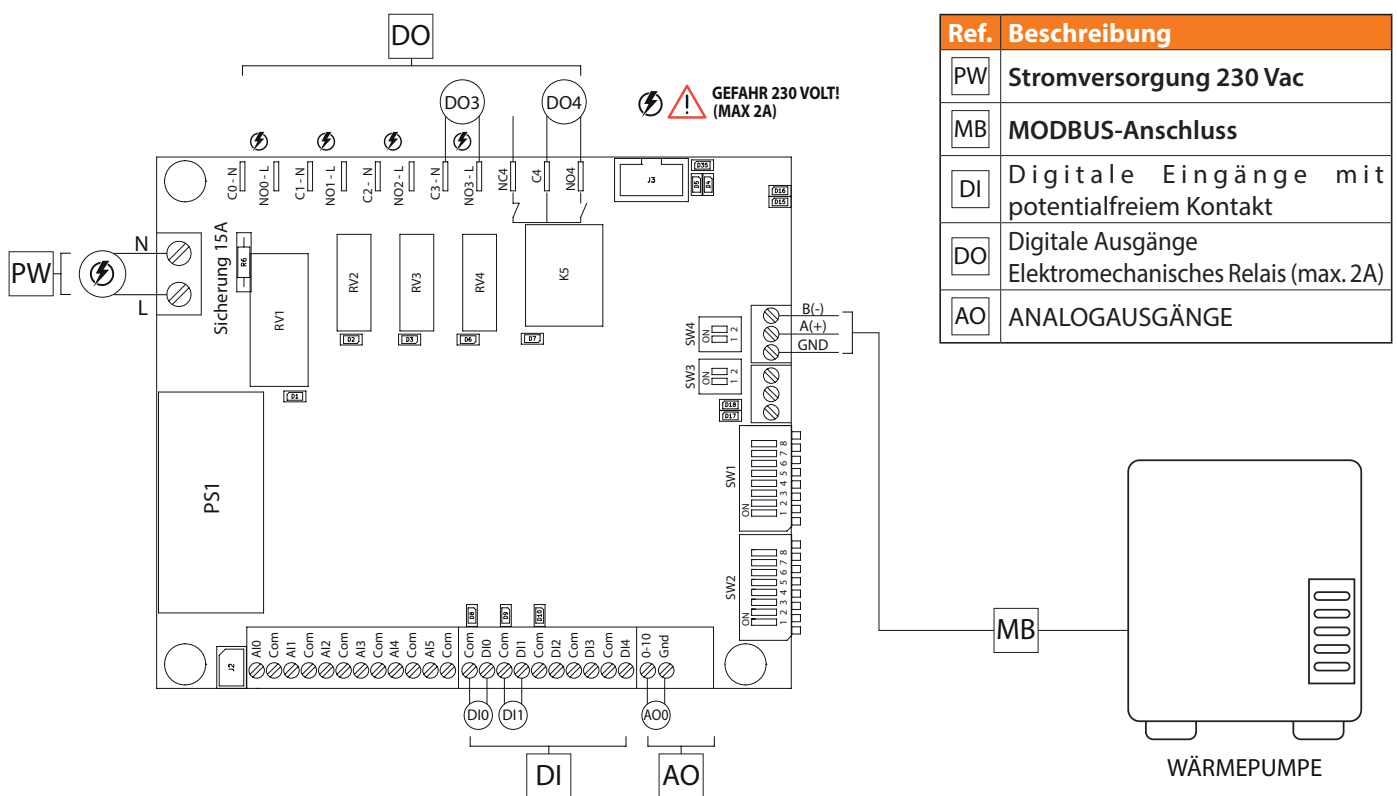 DO
DO3
DO4
GEFAHR 230 VOLT!
(MAX 2A)
C0 - N
NO0 - L
C1 - N
NO1 - L
C2 - N
NO2 - L
C3 - N
NO3 - L
NC4
C4
NO4
J3
D35
D5
D4
D16
D15
PW
N
L
Sicherung 15A
R6
RV1
RV2
RV3
RV4
K5
D2
D3
D6
D7
D1
SW4
ON
1 2
SW3
ON
1 2
B(-)
A(+)
GND
D18
D17
SW1
ON
1 2 3 4 5 6 7 8
SW2
ON
1 2 3 4 5 6 7 8
PS1
D8
D9
D10
J2
AI0
Com
AI1
Com
AI2
Com
AI3
Com
AI4
Com
AI5
Com
Com
DI0
Com
DI1
Com
DI2
Com
DI3
Com
DI4
0-10
Gnd
DI0
DI1
AO0
DI
AO
MB
WÄRMEPUMPE
Ref. Beschreibung
PW Stromversorgung 230 Vac
MB MODBUS-Anschluss
DI Digitale Eingänge mit
potentialfreiem Kontakt
DO Digitale Ausgänge
Elektromechanisches Relais (max. 2A)
AO ANALOGAUSGÄNGE